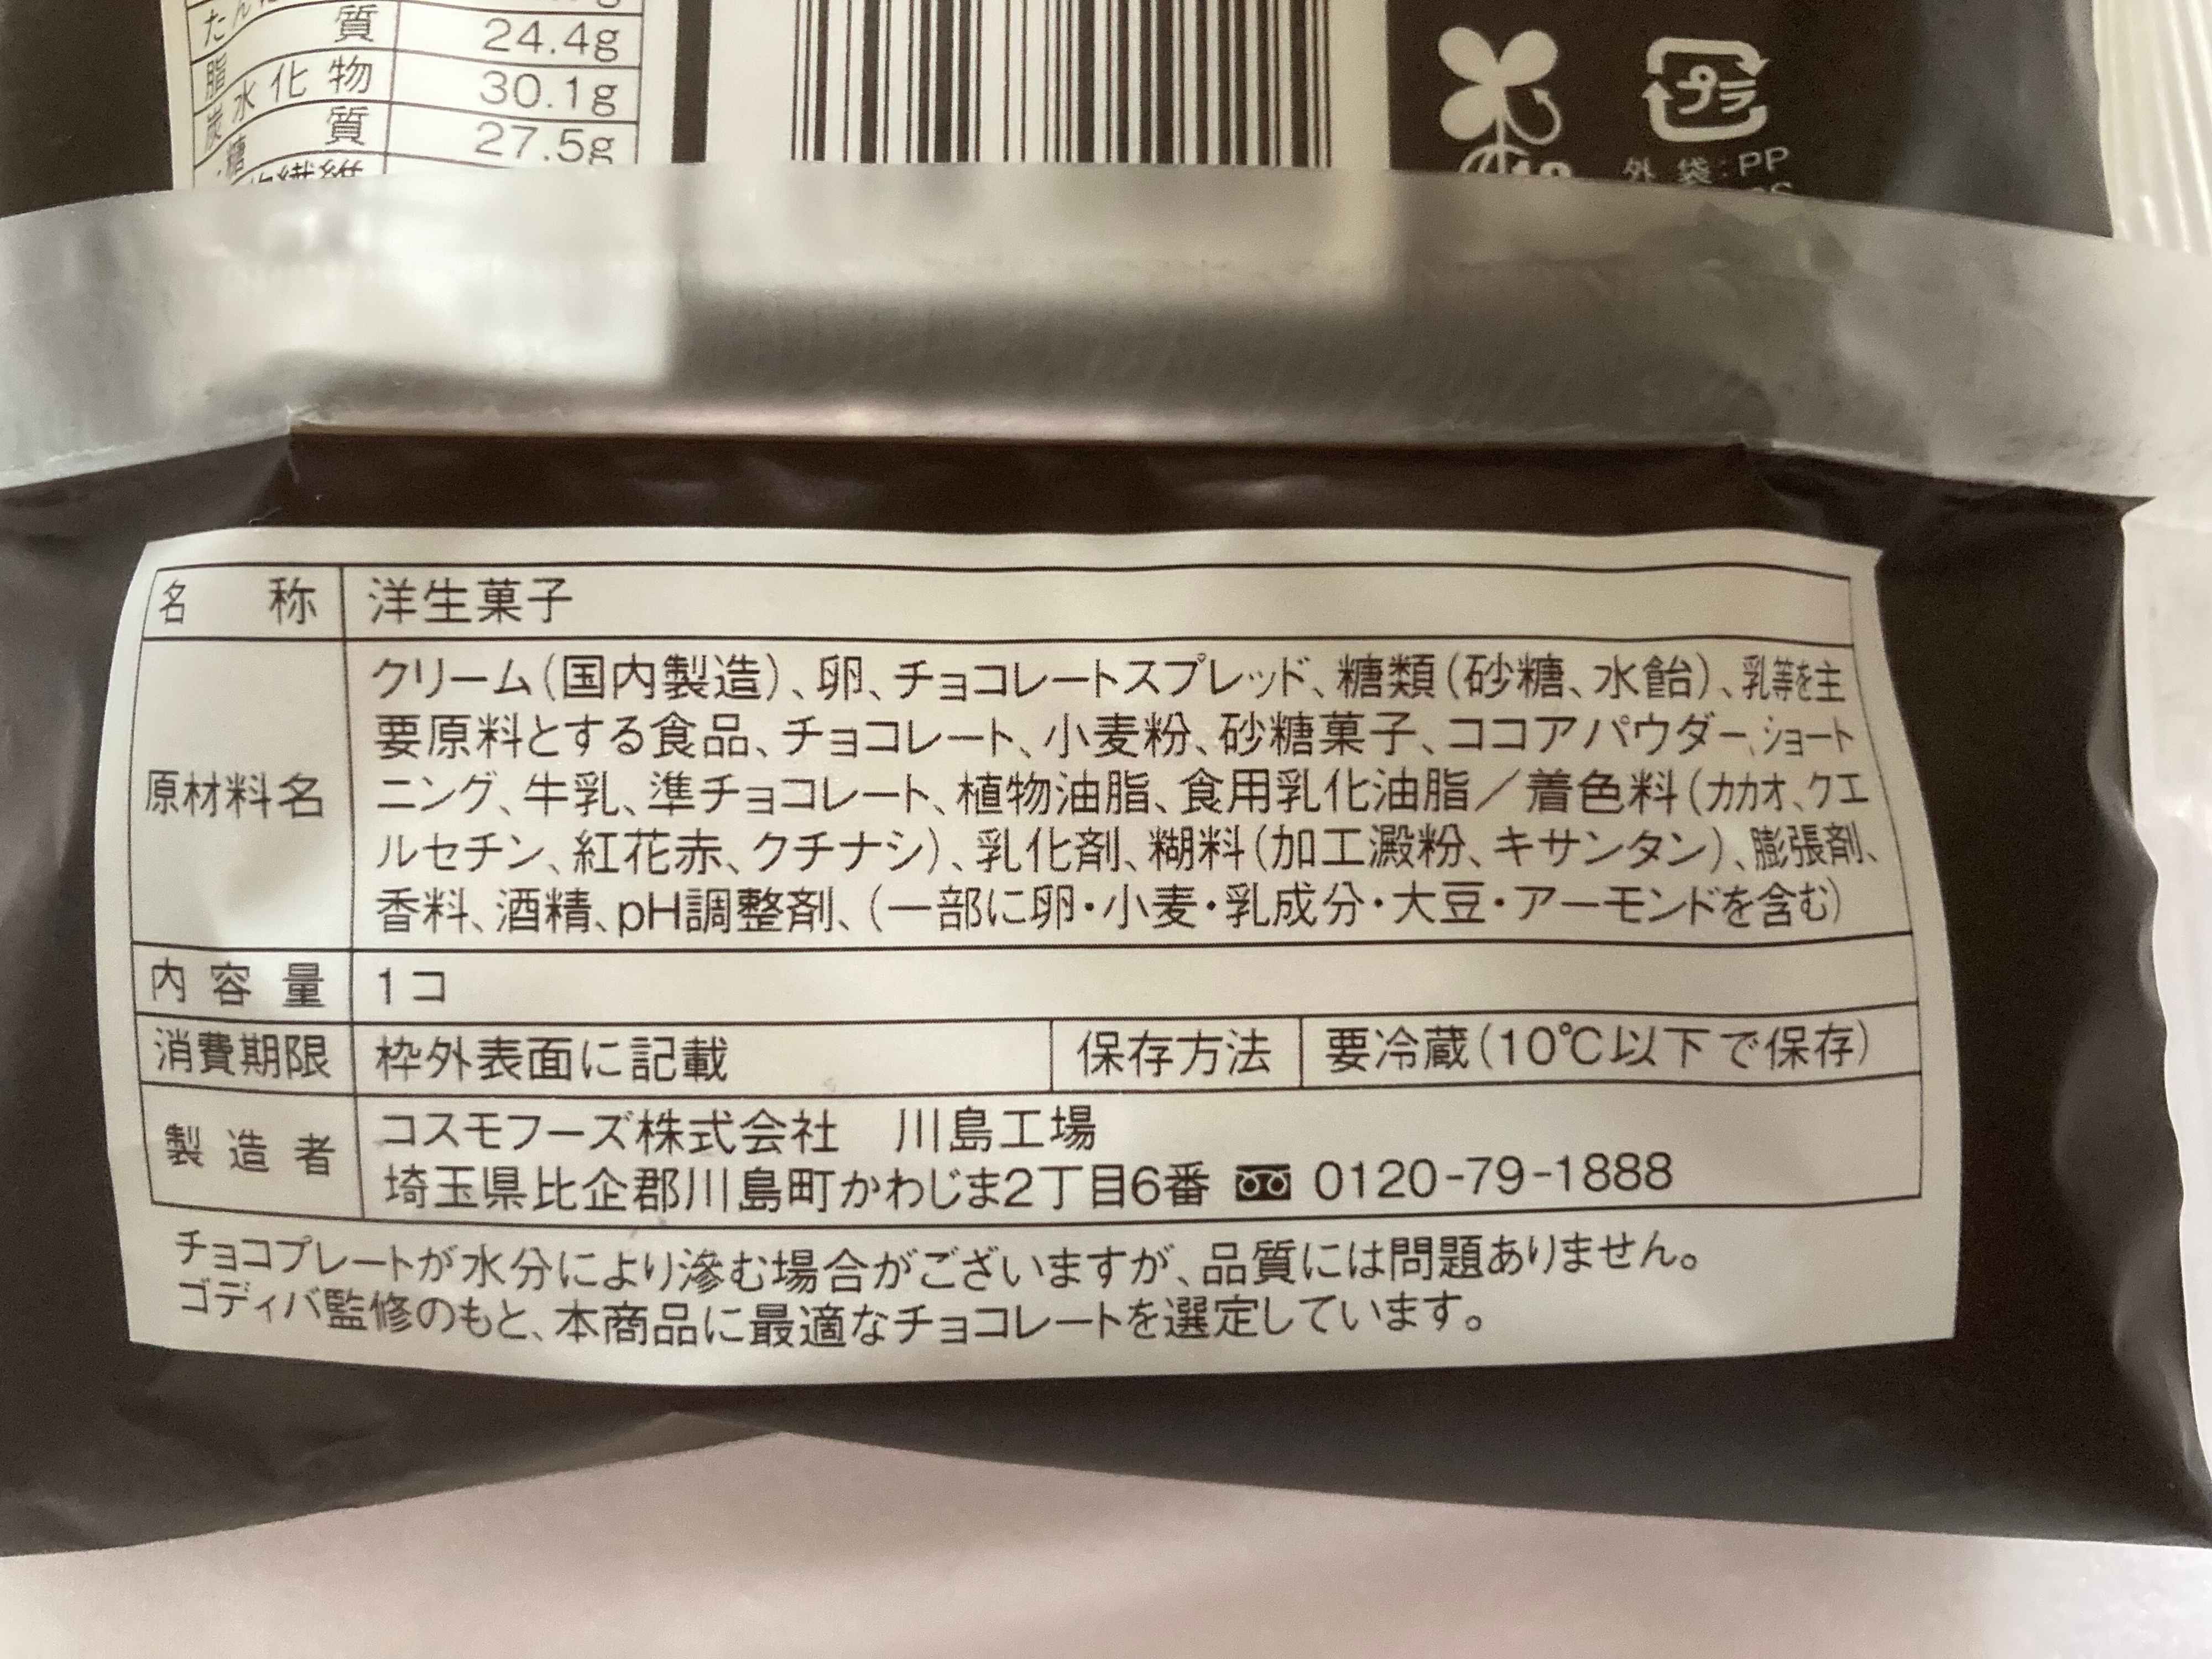 質 24.4g
炭水化物 30.1g
糖質 27.5g
プラ
外袋:PP
名称 洋生菓子
原材料名
クリーム(国内製造)、卵、チョコレートスプレッド、糖類(砂糖、水飴)、乳等を主
要原料とする食品、チョコレート、小麦粉、砂糖菓子、ココアパウダー、ショート
ニング、牛乳、準チョコレート、植物油脂、食用乳化油脂/着色料(カカオ、クエ
ルセチン、紅花赤、クチナシ)、乳化剤、糊料(加工澱粉、キサンタン)、膨張剤、
香料、酒精、pH調整剤、(一部に卵・小麦・乳成分・大豆・アーモンドを含む)
内容量 1コ
消費期限 枠外表面に記載 保存方法 要冷蔵(10℃以下で保存)
製造者
コスモフーズ株式会社 川島工場
埼玉県比企郡川島町かわじま2丁目6番 0120-79-1888
チョコプレートが水分により滲む場合がございますが、品質には問題ありません。
ゴディバ監修のもと、本商品に最適なチョコレートを選定しています。